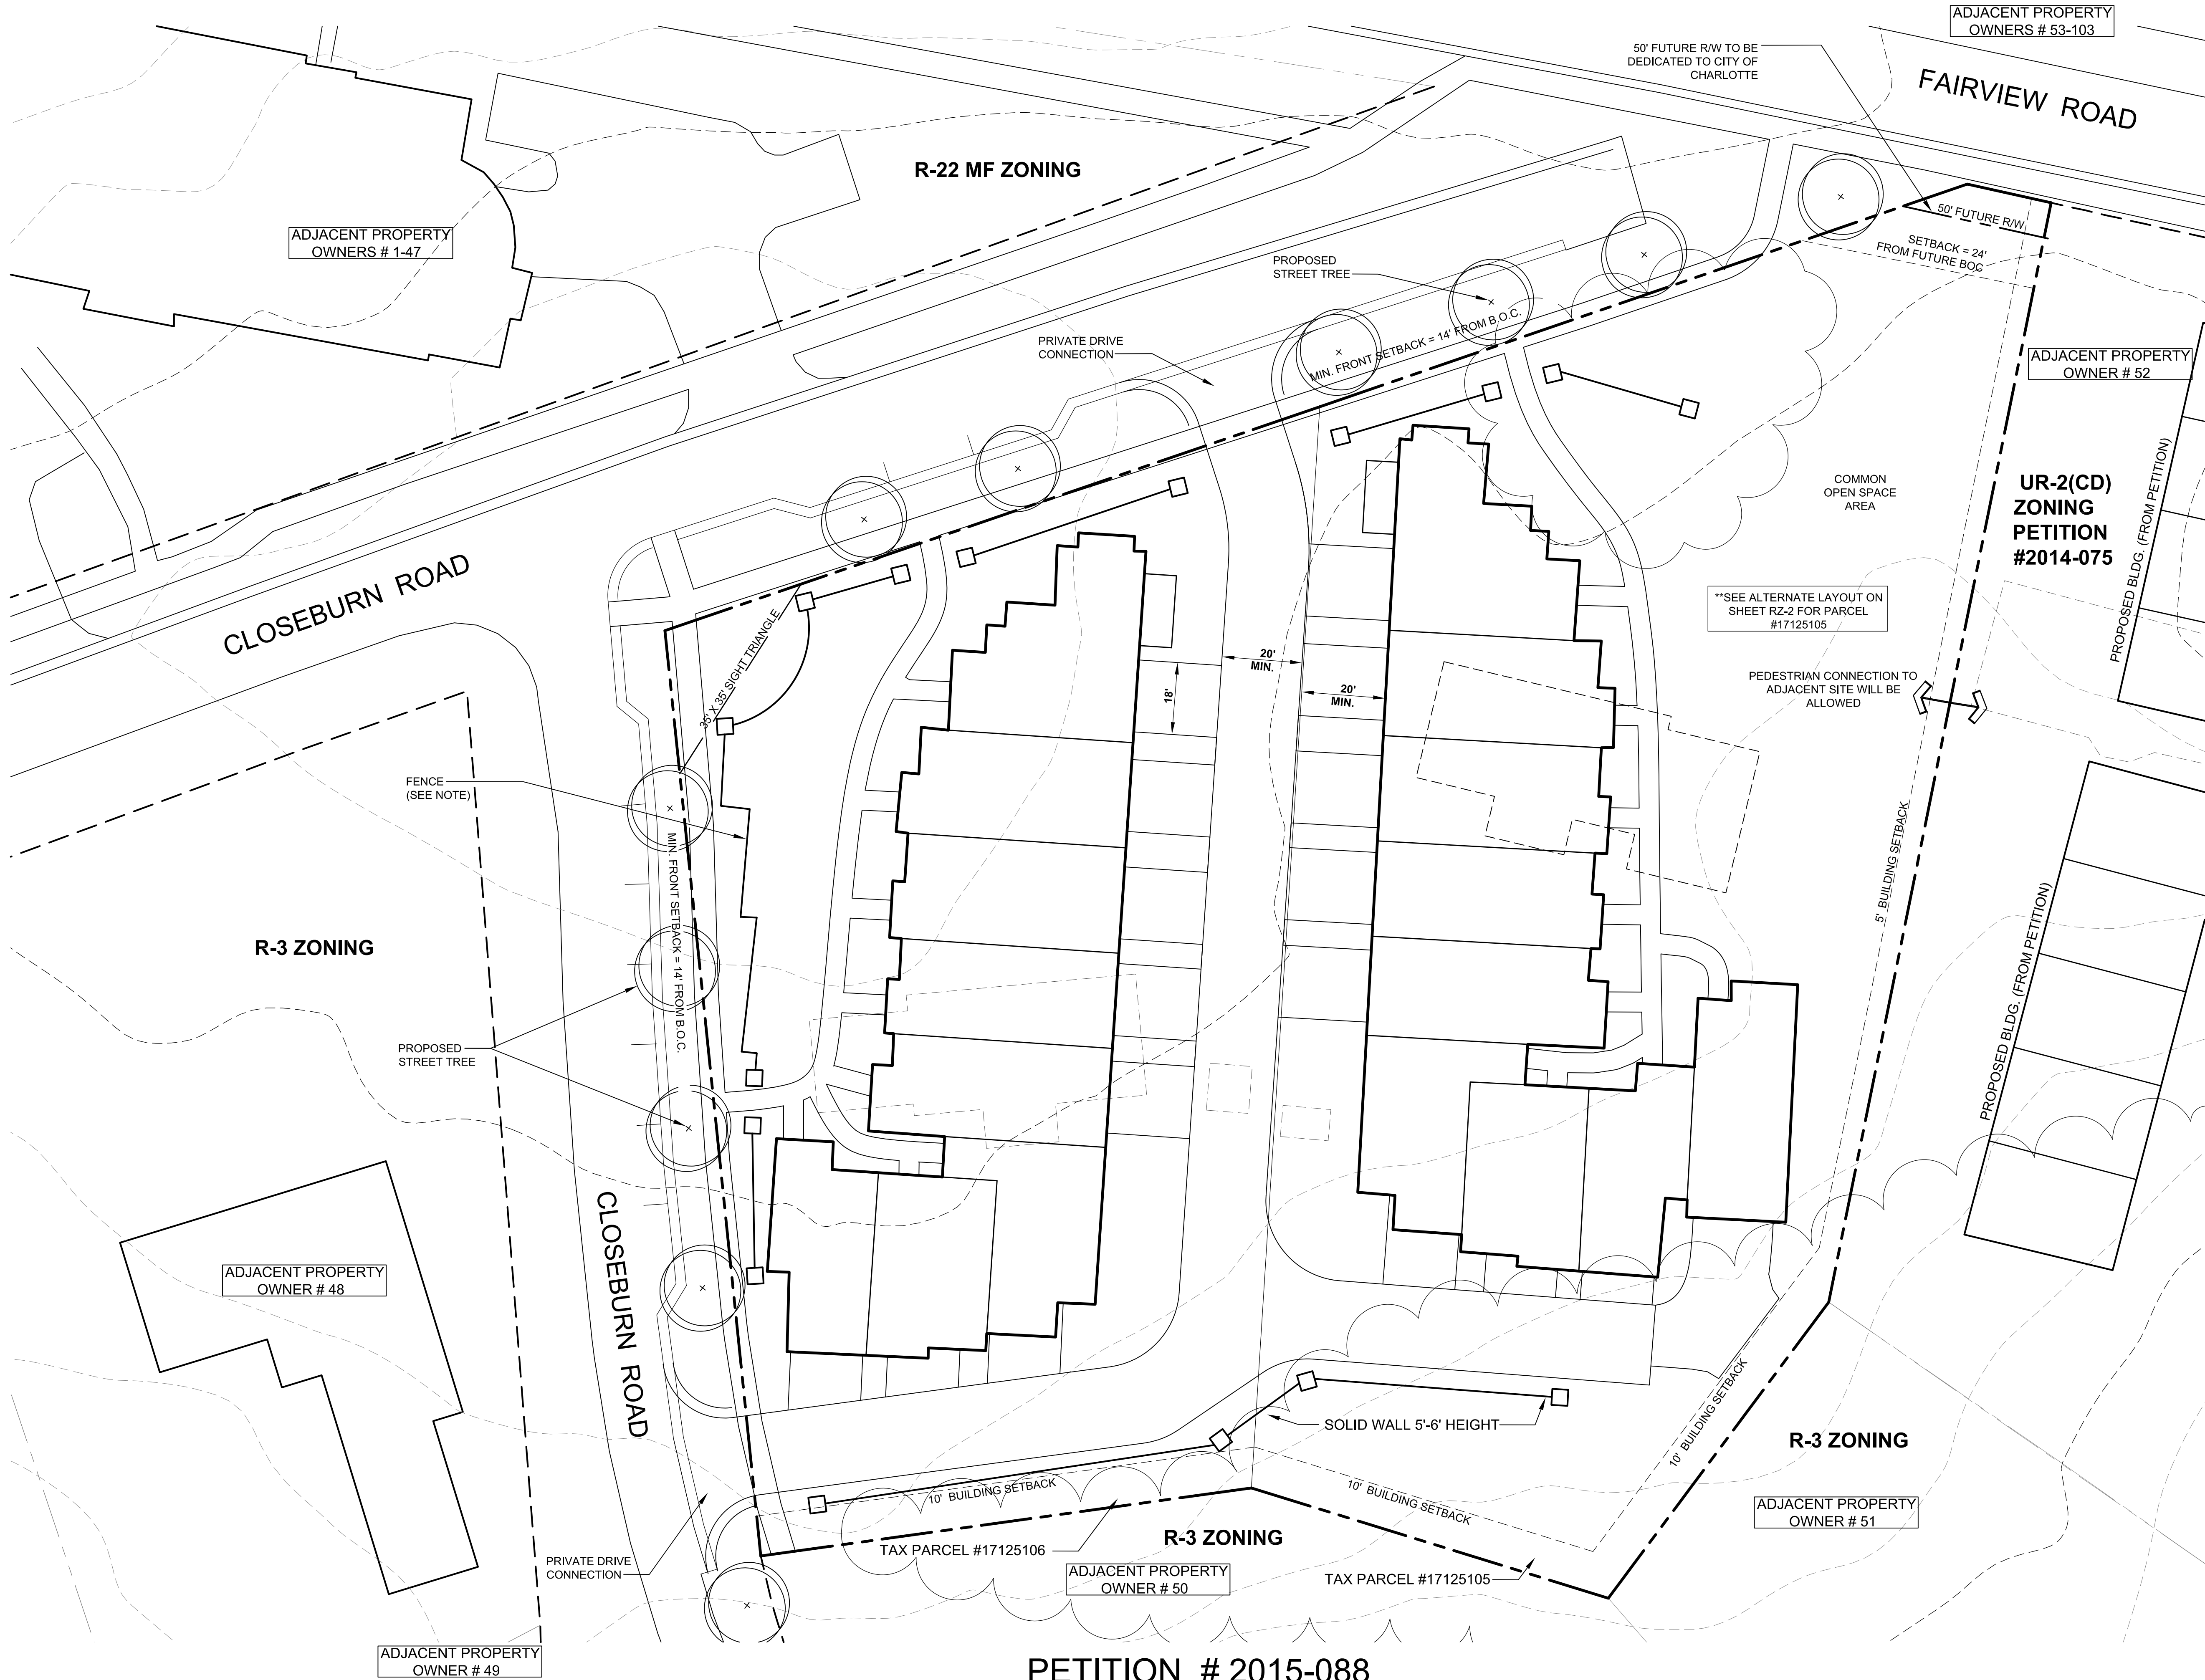 ADJACENT PROPERTY
OWNERS # 53-103
50' FUTURE R/W TO BE
DEDICATED TO CITY OF
CHARLOTTE
FAIRVIEW ROAD
R-22 MF ZONING
ADJACENT PROPERTY
OWNERS # 1-47
50' FUTURE R/W
SETBACK = 24'
FROM FUTURE BOC
PROPOSED
STREET TREE
PRIVATE DRIVE
CONNECTION
MIN. FRONT SETBACK = 14' FROM B.O.C.
ADJACENT PROPERTY
OWNER # 52
COMMON
OPEN SPACE
AREA
UR-2(CD)
ZONING
PETITION
#2014-075
PROPOSED BLDG. (FROM PETITION)
CLOSEBURN ROAD
**SEE ALTERNATE LAYOUT ON
SHEET RZ-2 FOR PARCEL
#17125105
35' X 35' SIGHT TRIANGLE
20'
MIN.
20'
MIN.
18'
PEDESTRIAN CONNECTION TO
ADJACENT SITE WILL BE
ALLOWED
FENCE
(SEE NOTE)
MIN. FRONT SETBACK = 14' FROM B.O.C.
5' BUILDING SETBACK
R-3 ZONING
PROPOSED BLDG. (FROM PETITION)
PROPOSED
STREET TREE
ADJACENT PROPERTY
OWNER # 48
CLOSEBURN ROAD
SOLID WALL 5'-6' HEIGHT
10' BUILDING SETBACK
R-3 ZONING
10' BUILDING SETBACK
10' BUILDING SETBACK
ADJACENT PROPERTY
OWNER # 51
R-3 ZONING
TAX PARCEL #17125106
PRIVATE DRIVE
CONNECTION
ADJACENT PROPERTY
OWNER # 50
TAX PARCEL #17125105
ADJACENT PROPERTY
OWNER # 49
PETITION # 2015-088